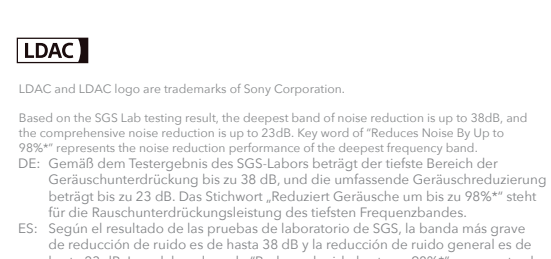 LDAC
LDAC and LDAC logo are trademarks of Sony Corporation.
Based on the SGS Lab testing result, the deepest band of noise reduction is up to 38dB, and
the comprehensive noise reduction is up to 23dB. Key word of “Reduces Noise By Up to
98%*” represents the noise reduction performance of the deepest frequency band.
DE: Gemäß dem Testergebnis des SGS-Labors beträgt der tiefste Bereich der
Geräuschunterdrückung bis zu 38 dB, und die umfassende Geräuschreduzierung
beträgt bis zu 23 dB. Das Stichwort „Reduziert Geräusche um bis zu 98%*“ steht
für die Rauschunterdrückungsleistung des tiefsten Frequenzbandes.
ES: Según el resultado de las pruebas de laboratorio de SGS, la banda más grave
de reducción de ruido es de hasta 38 dB y la reducción de ruido general es de